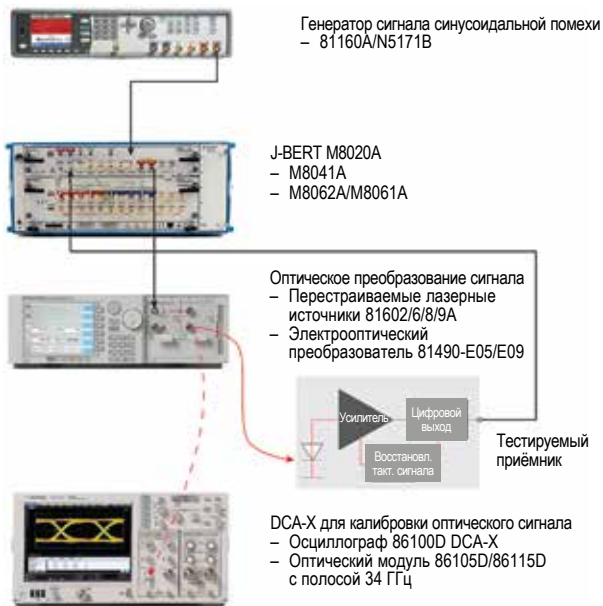 Генератор сигнала синусоидальной помехи
– 81160A/N5171B
J-BERT M8020A
– M8041A
– M8062A/M8061A
Оптическое преобразование сигнала
– Перестраиваемые лазерные
источники 81602/6/8/9A
– Электрооптический
преобразователь 81490-E05/E09
Усилитель
Цифровой
выход
Восстановл.
такт. сигнала
Тестируемый
приёмник
DCA-X для калибровки оптического сигнала
– Осциллограф 86100D DCA-X
– Оптический модуль 86105D/86115D
с полосой 34 ГГц